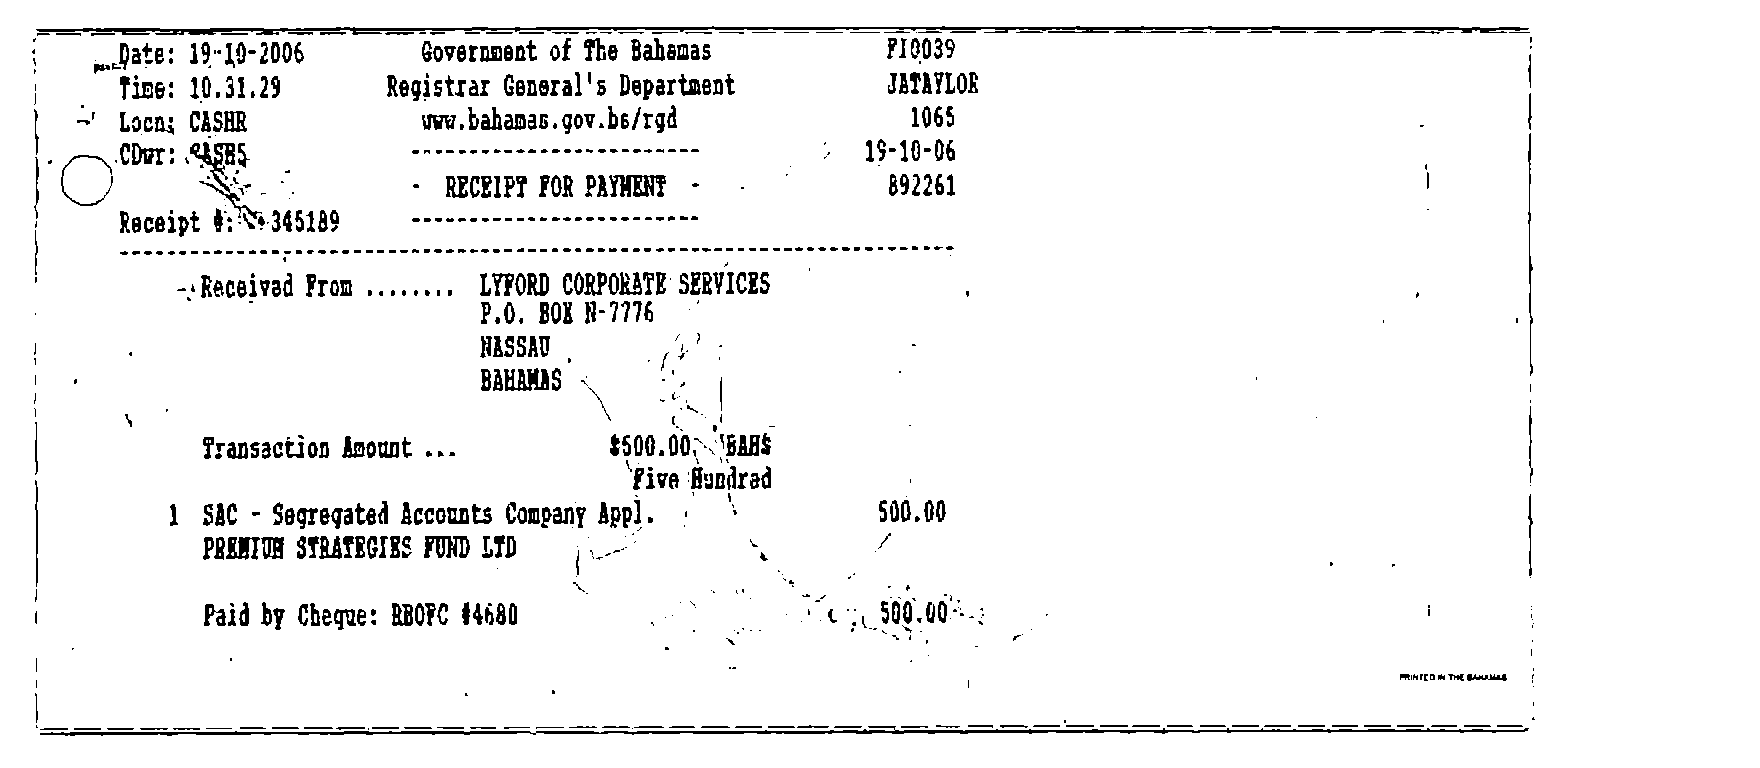 Date: 19-10-2006 Government of The Bahamas FI0039
Time: 10.31.29 Registrar General's Department JATAYLOR
Locn: CASHR www.bahamas.gov.bs/rgd 1065
CDwr: CASH5 ------------------------- 19-10-06
- RECEIPT FOR PAYMENT - 892261
Receipt #: 345189 -------------------------
Received From ........ LYFORD CORPORATE SERVICES
P.O. BOX N-7776
NASSAU
BAHAMAS
Transaction Amount ... $500.00 BAH$
Five Hundred
1 SAC - Segregated Accounts Company Appl. 500.00
PREMIUM STRATEGIES FUND LTD
Paid by Cheque: RBOFC #4680 500.00
PRINTED IN THE BAHAMAS